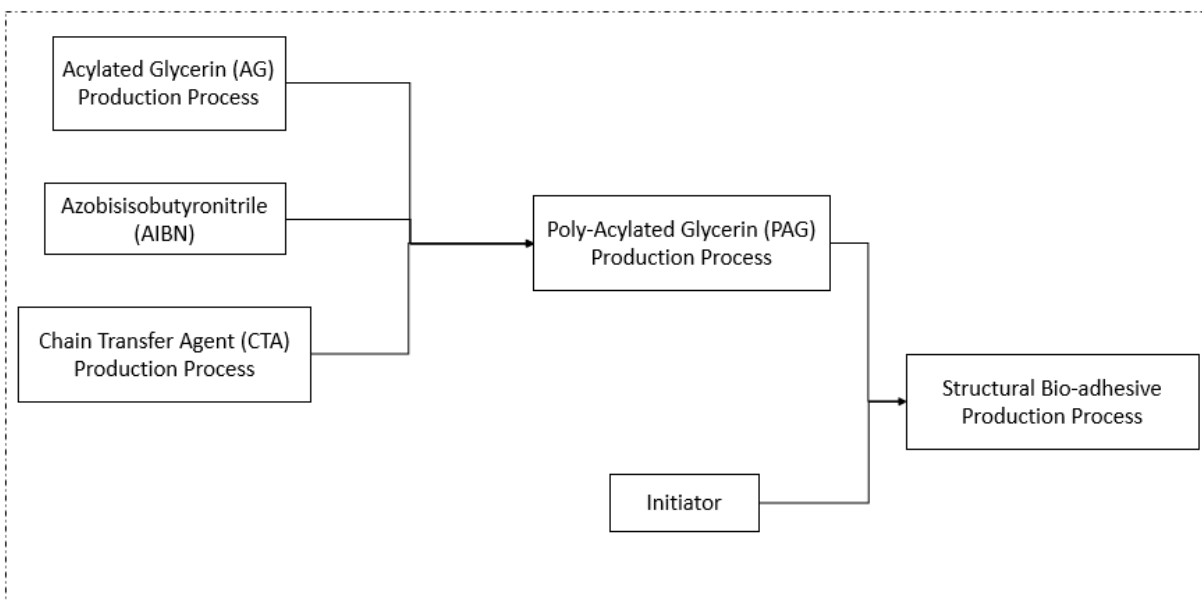 Acylated Glycerin (AG)
Production Process
Azobisisobutyronitrile
(AIBN)
Chain Transfer Agent (CTA)
Production Process
Poly-Acylated Glycerin (PAG)
Production Process
Structural Bio-adhesive
Production Process
Initiator